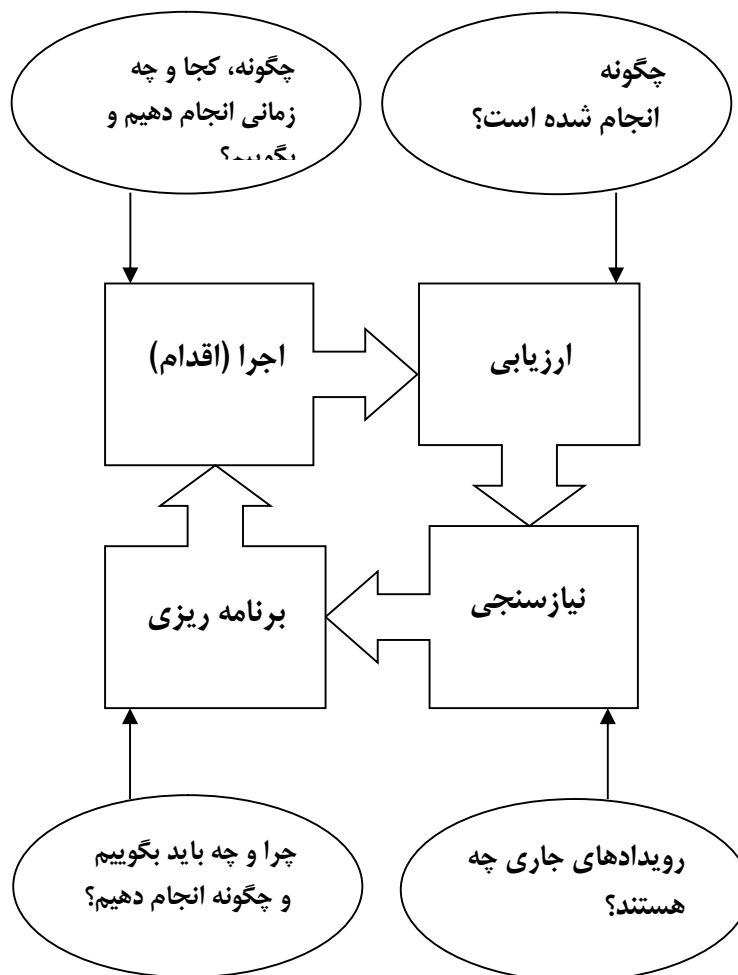 چگونه
انجام شده است؟
چگونه، کجا و چه
زمانی انجام دهیم و
بگوییم؟
ارزیابی
اجرا (اقدام)
نیازسنجی
برنامه ریزی
رویدادهای جاری چه
هستند؟
چرا و چه باید بگوییم
و چگونه انجام دهیم؟